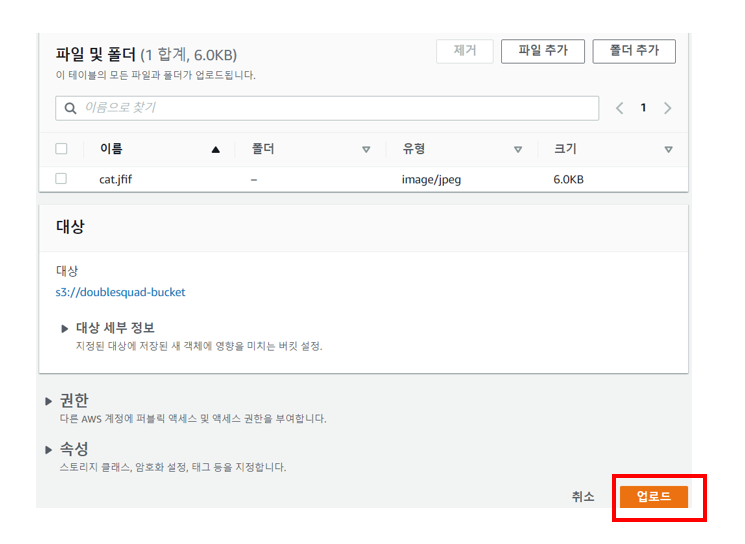 파일 및 폴더 (1 합계, 6.0KB)
제거 파일 추가 폴더 추가
이 테이블의 모든 파일과 폴더가 업로드됩니다.
이름으로 찾기
1
이름 폴더 유형 크기
cat.jfif – image/jpeg 6.0KB
대상
대상
s3://doublesquad-bucket
대상 세부 정보
지정된 대상에 저장된 새 객체에 영향을 미치는 버킷 설정.
권한
다른 AWS 계정에 퍼블릭 액세스 및 액세스 권한을 부여합니다.
속성
스토리지 클래스, 암호화 설정, 태그 등을 지정합니다.
취소 업로드